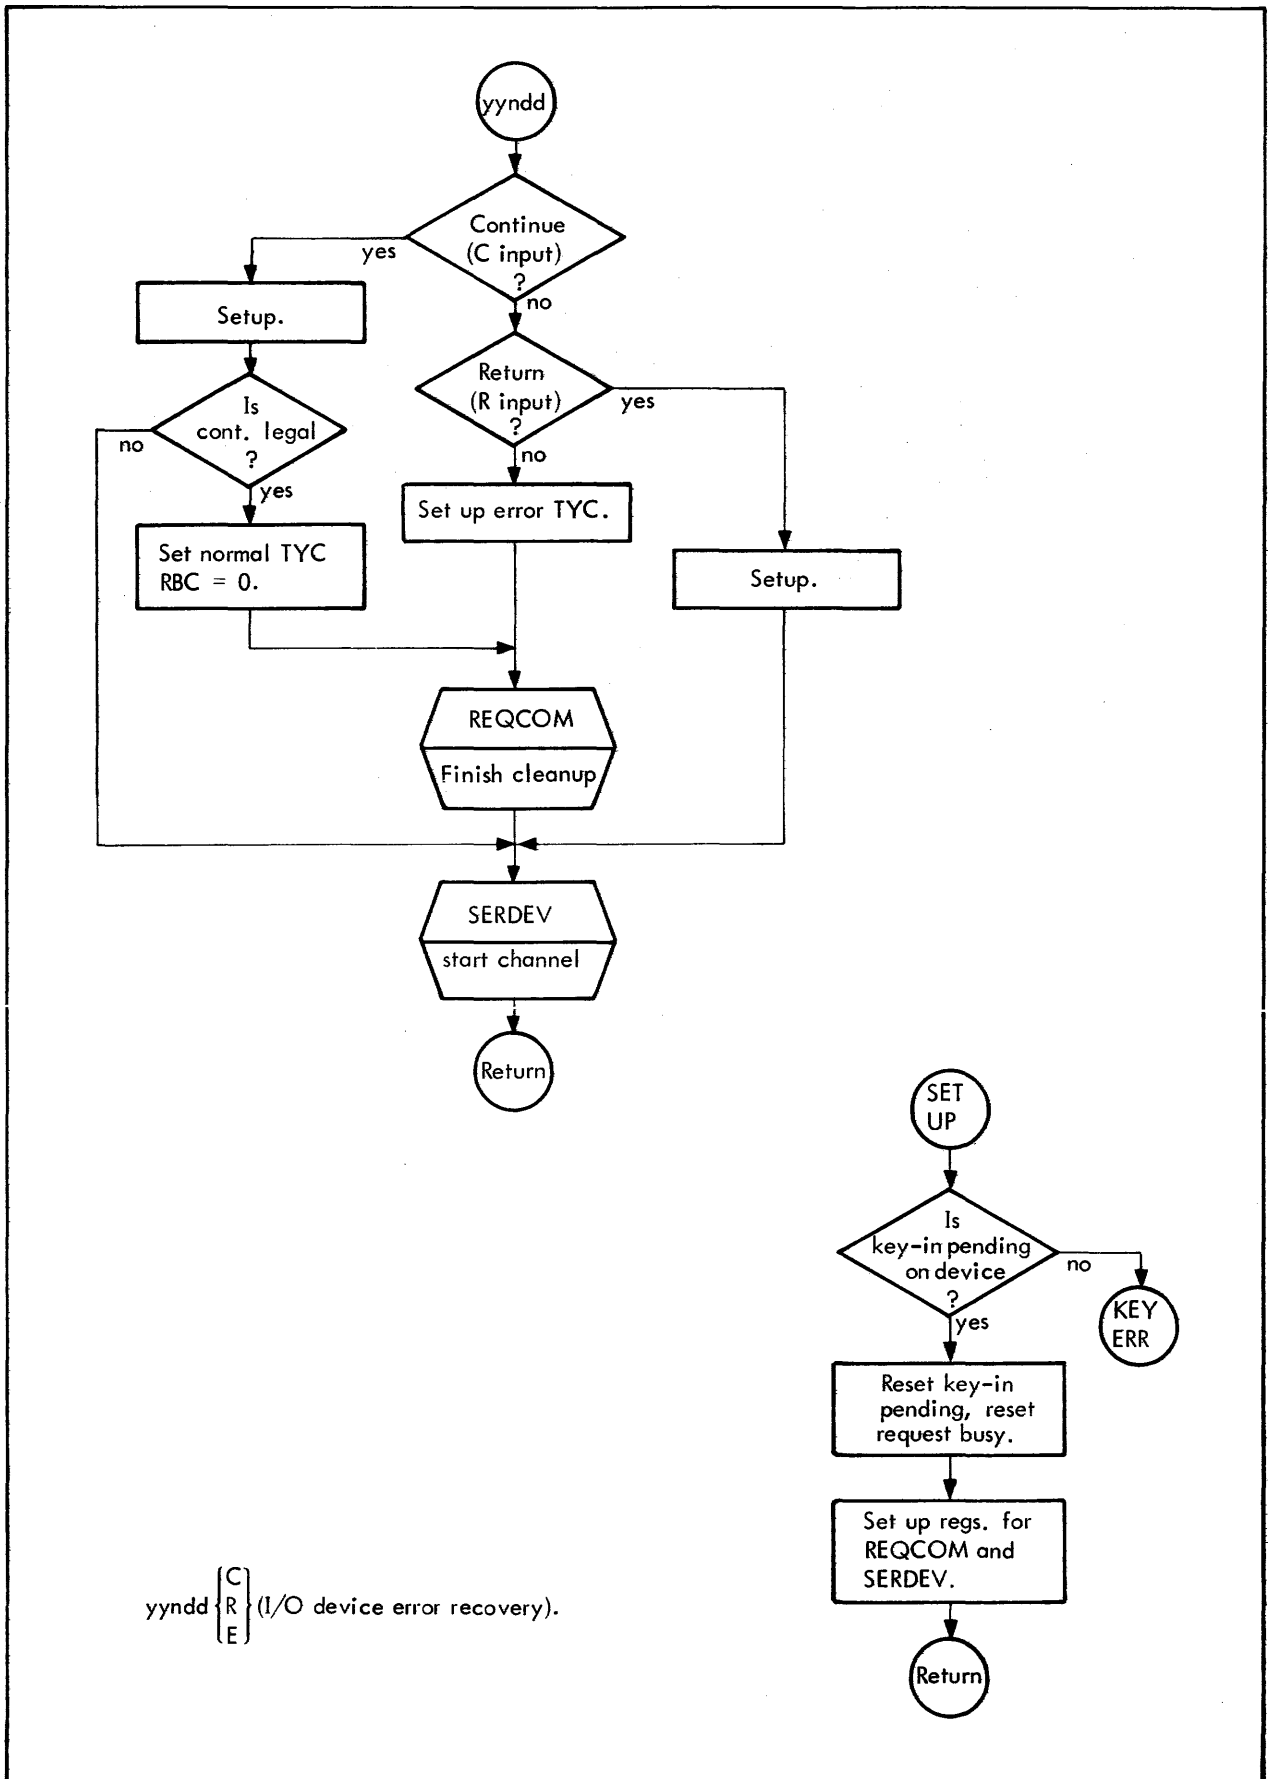 yyndd
Continue
(C input)
?
yes
no
Setup.
Return
(R input)
?
yes
no
Is
cont. legal
?
no
yes
Set up error TYC.
Set normal TYC
RBC = 0.
Setup.
REQCOM
Finish cleanup
SERDEV
start channel
Return
SET
UP
Is
key-in pending
on device
?
no
yes
KEY
ERR
Reset key-in
pending, reset
request busy.
Set up regs. for
REQCOM and
SERDEV.
Return
C
yyndd R (I/O device error recovery).
E